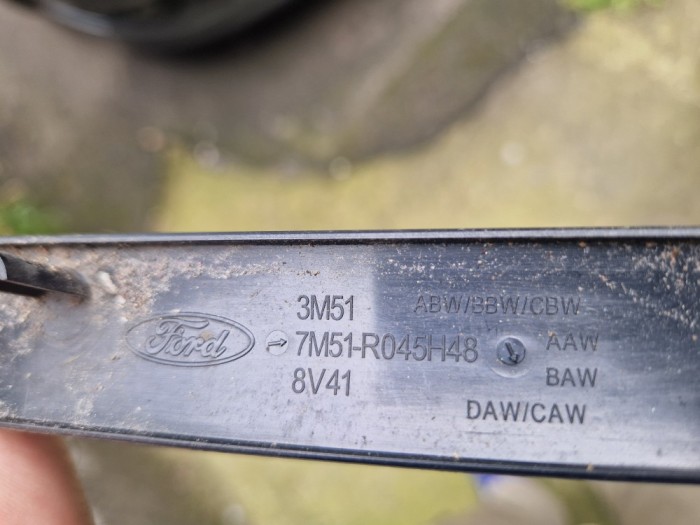 3M51 ABW/BBW/CBW
Ford 7M51-R045H48 AAW
8V41 BAW
DAW/CAW